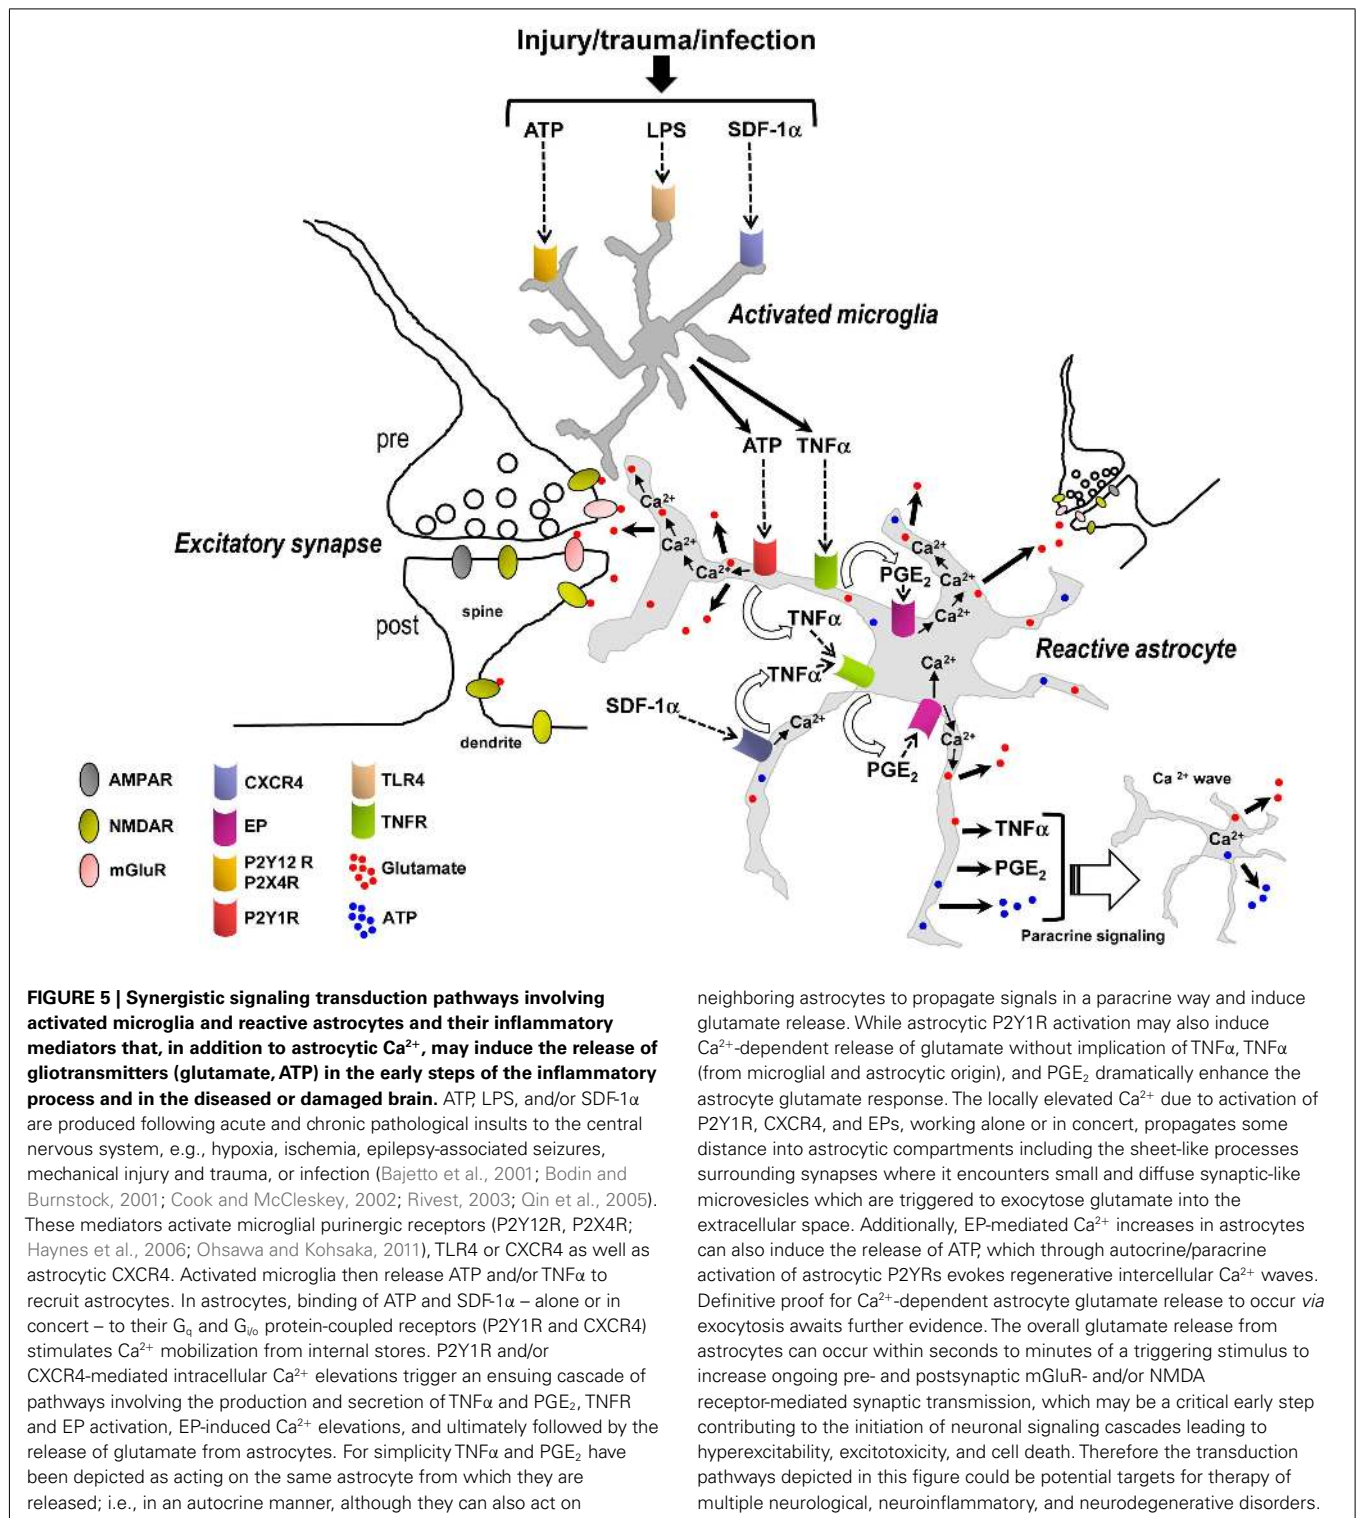 Injury/trauma/infection
ATP LPS SDF-1α
Activated microglia
pre
ATP TNFα
Ca²⁺
Excitatory synapse
Ca²⁺
Ca²⁺
PGE₂
Ca²⁺
Ca²⁺
Ca²⁺
spine
post
TNFα
Reactive astrocyte
TNFα
Ca²⁺
SDF-1α
Ca²⁺
Ca²⁺
dendrite
PGE₂
AMPAR
NMDAR
mGluR
CXCR4
EP
P2Y12 R
P2X4R
P2Y1R
TLR4
TNFR
Glutamate
ATP
Ca ²⁺ wave
Ca²⁺
TNFα
PGE₂
Paracrine signaling
FIGURE 5 | Synergistic signaling transduction pathways involving
activated microglia and reactive astrocytes and their inflammatory
mediators that, in addition to astrocytic Ca²⁺, may induce the release of
gliotransmitters (glutamate, ATP) in the early steps of the inflammatory
process and in the diseased or damaged brain. ATP, LPS, and/or SDF-1α
are produced following acute and chronic pathological insults to the central
nervous system, e.g., hypoxia, ischemia, epilepsy-associated seizures,
mechanical injury and trauma, or infection (Bajetto et al., 2001; Bodin and
Burnstock, 2001; Cook and McCleskey, 2002; Rivest, 2003; Qin et al., 2005).
These mediators activate microglial purinergic receptors (P2Y12R, P2X4R;
Haynes et al., 2006; Ohsawa and Kohsaka, 2011), TLR4 or CXCR4 as well as
astrocytic CXCR4. Activated microglia then release ATP and/or TNFα to
recruit astrocytes. In astrocytes, binding of ATP and SDF-1α – alone or in
concert – to their Gq and Gi/o protein-coupled receptors (P2Y1R and CXCR4)
stimulates Ca²⁺ mobilization from internal stores. P2Y1R and/or
CXCR4-mediated intracellular Ca²⁺ elevations trigger an ensuing cascade of
pathways involving the production and secretion of TNFα and PGE₂, TNFR
and EP activation, EP-induced Ca²⁺ elevations, and ultimately followed by the
release of glutamate from astrocytes. For simplicity TNFα and PGE₂ have
been depicted as acting on the same astrocyte from which they are
released; i.e., in an autocrine manner, although they can also act on
neighboring astrocytes to propagate signals in a paracrine way and induce
glutamate release. While astrocytic P2Y1R activation may also induce
Ca²⁺-dependent release of glutamate without implication of TNFα, TNFα
(from microglial and astrocytic origin), and PGE₂ dramatically enhance the
astrocyte glutamate response. The locally elevated Ca²⁺ due to activation of
P2Y1R, CXCR4, and EPs, working alone or in concert, propagates some
distance into astrocytic compartments including the sheet-like processes
surrounding synapses where it encounters small and diffuse synaptic-like
microvesicles which are triggered to exocytose glutamate into the
extracellular space. Additionally, EP-mediated Ca²⁺ increases in astrocytes
can also induce the release of ATP, which through autocrine/paracrine
activation of astrocytic P2YRs evokes regenerative intercellular Ca²⁺ waves.
Definitive proof for Ca²⁺-dependent astrocyte glutamate release to occur via
exocytosis awaits further evidence. The overall glutamate release from
astrocytes can occur within seconds to minutes of a triggering stimulus to
increase ongoing pre- and postsynaptic mGluR- and/or NMDA
receptor-mediated synaptic transmission, which may be a critical early step
contributing to the initiation of neuronal signaling cascades leading to
hyperexcitability, excitotoxicity, and cell death. Therefore the transduction
pathways depicted in this figure could be potential targets for therapy of
multiple neurological, neuroinflammatory, and neurodegenerative disorders.